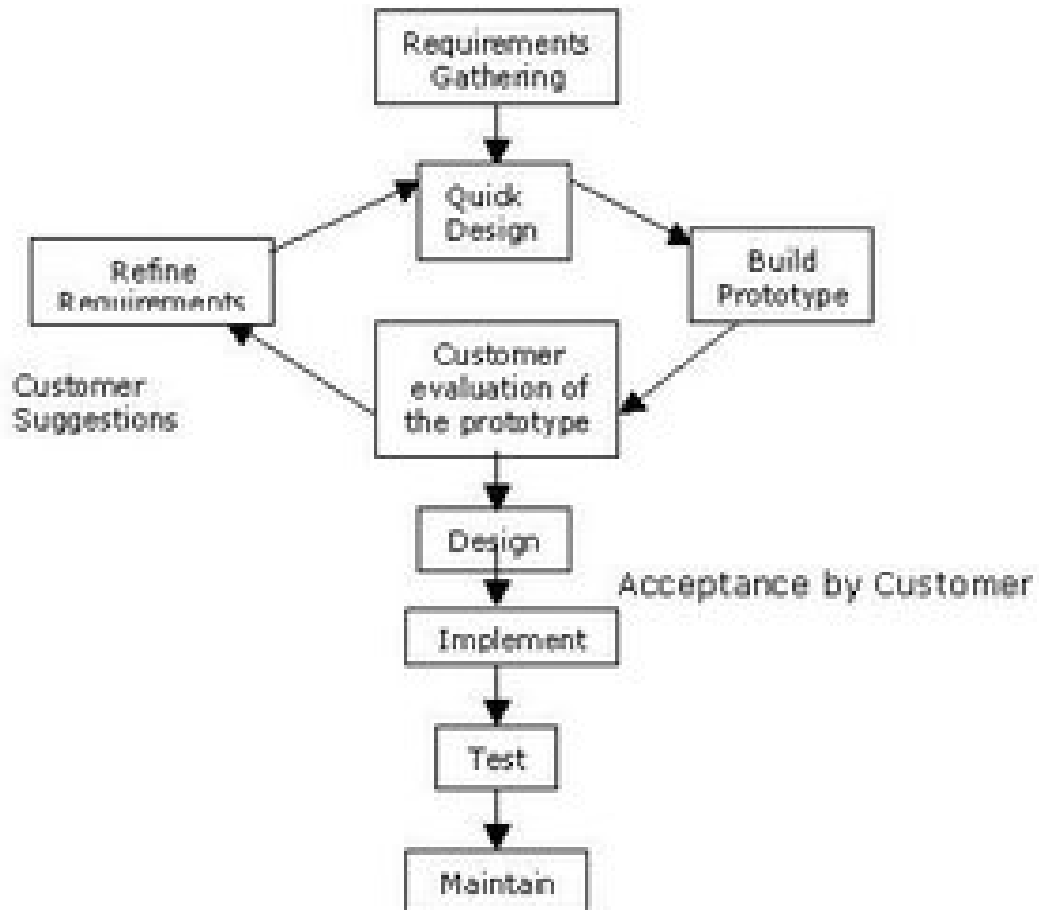 Requirements
Gathering
Quick
Design
Build
Prototype
Refine
Requirements
Customer
evaluation of
the prototype
Customer
Suggestions
Design
Acceptance by Customer
Implement
Test
Maintain